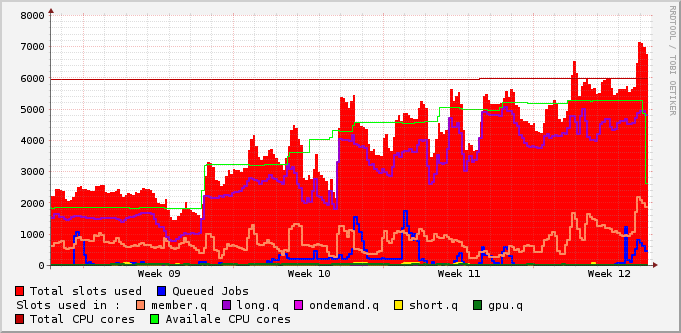 8000
7000
6000
5000
4000
3000
2000
1000
0
Week 09 Week 10 Week 11 Week 12
Total slots used Queued Jobs
Slots used in : member.q long.q ondemand.q short.q gpu.q
Total CPU cores Availale CPU cores
RRDTOOL / TOBI OETIKER